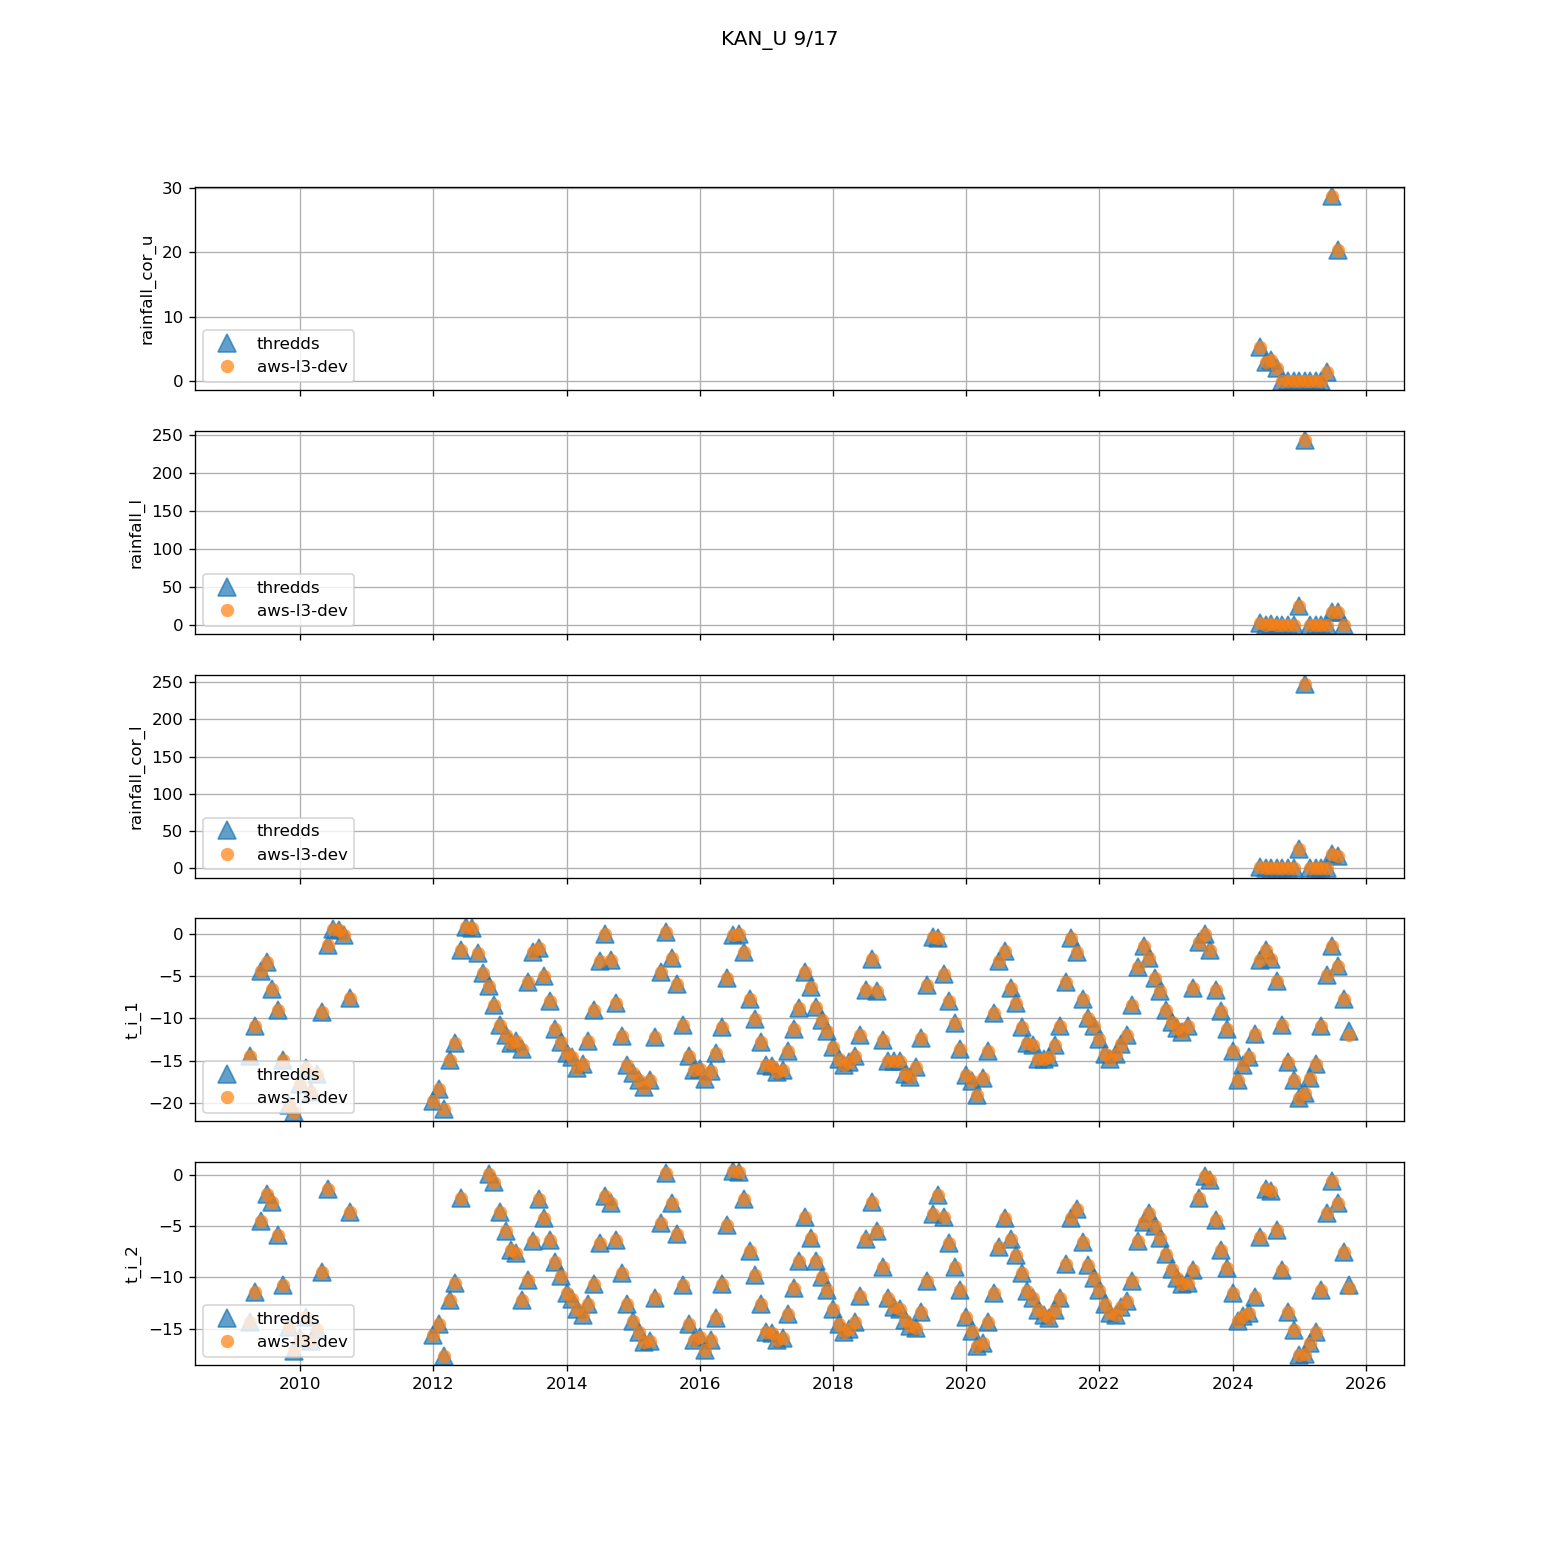 KAN_U 9/17
30
20
10
0
rainfall_cor_u
thredds
aws-l3-dev
250
200
150
100
50
0
rainfall_l
thredds
aws-l3-dev
250
200
150
100
50
0
rainfall_cor_l
thredds
aws-l3-dev
0
−5
−10
−15
−20
t_i_1
thredds
aws-l3-dev
0
−5
−10
−15
t_i_2
thredds
aws-l3-dev
2010 2012 2014 2016 2018 2020 2022 2024 2026